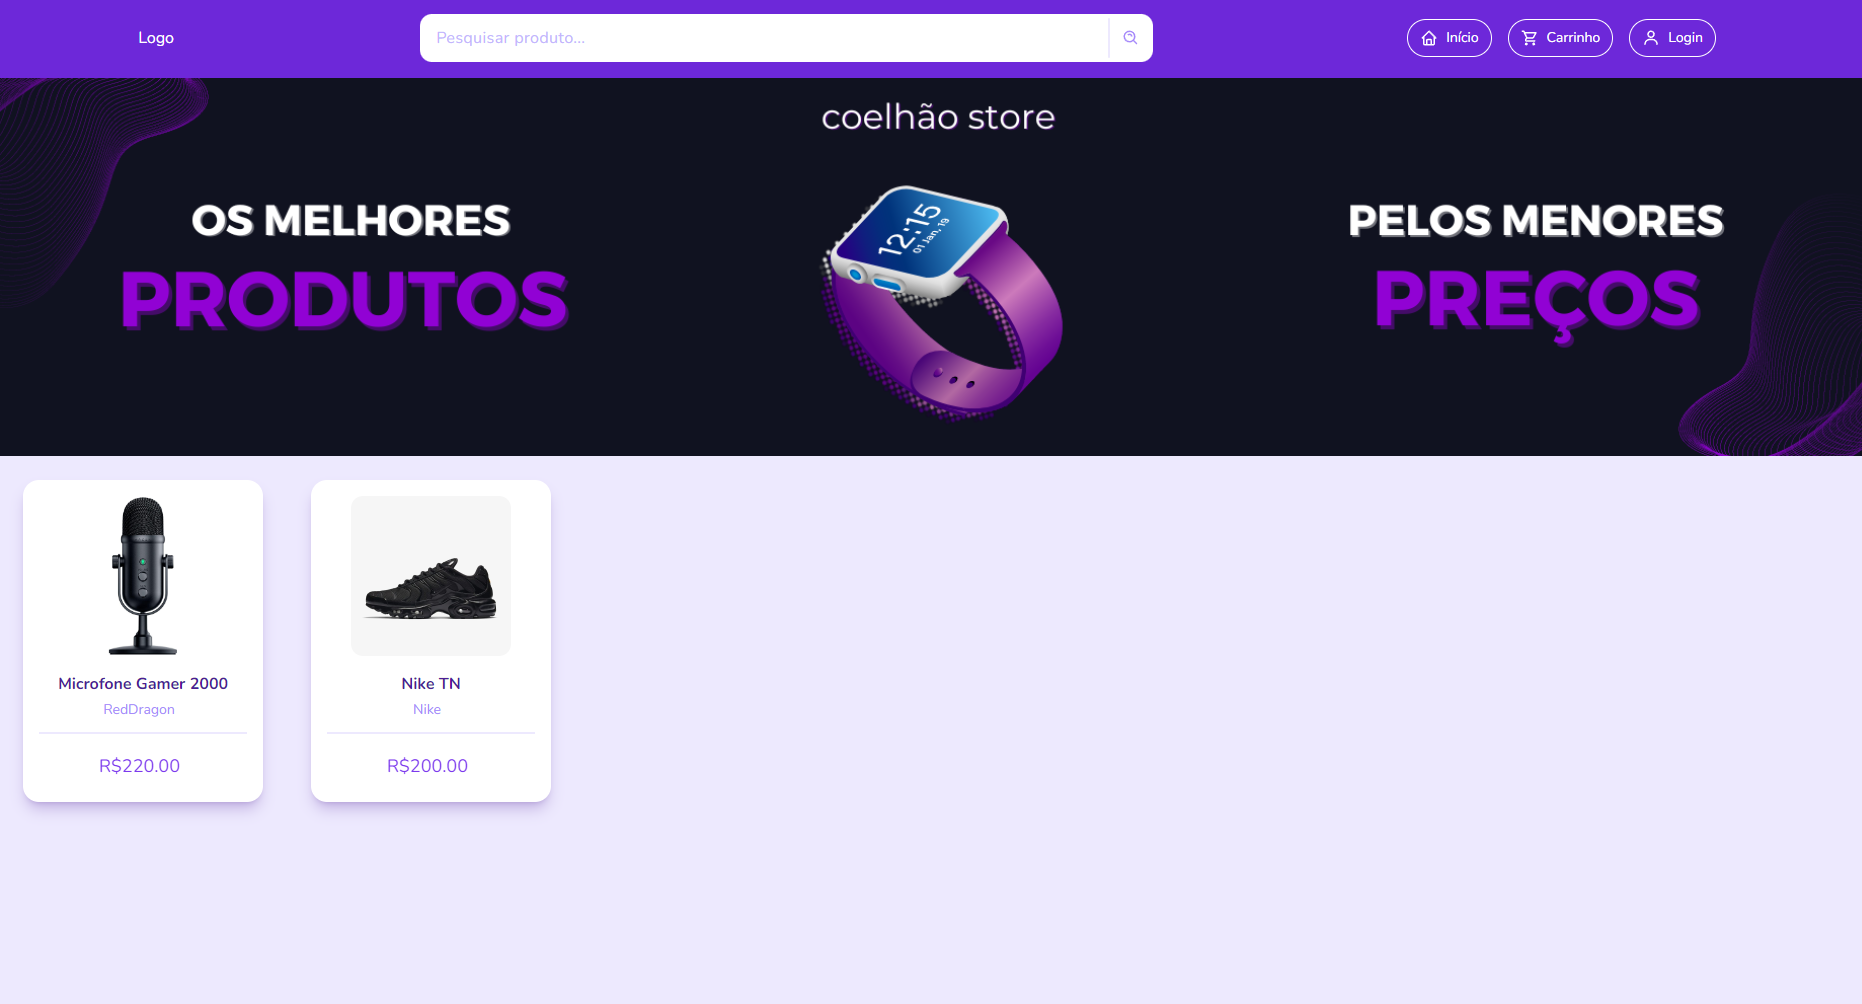 Logo
Pesquisar produto...
Início
Carrinho
Login
coelhão store
OS MELHORES
PRODUTOS
12:15
01 Jan, 19
PELOS MENORES
PREÇOS
Microfone Gamer 2000
RedDragon
R$220.00
Nike TN
Nike
R$200.00